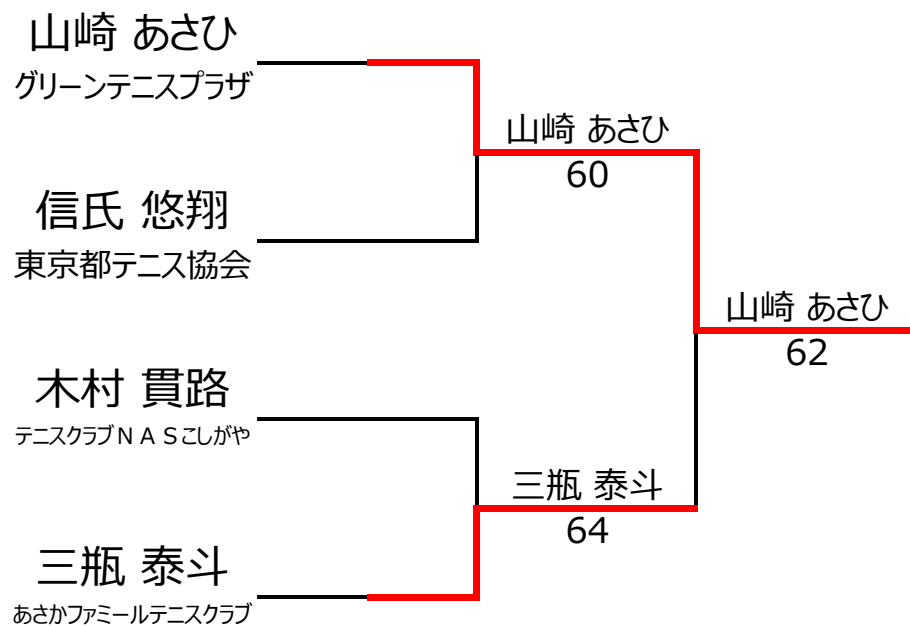 山崎 あさひ
グリーンテニスプラザ
山崎 あさひ
60
信氏 悠翔
東京都テニス協会
山崎 あさひ
62
木村 貫路
テニスクラブＮＡＳこしがや
三瓶 泰斗
64
三瓶 泰斗
あさかファミールテニスクラブ